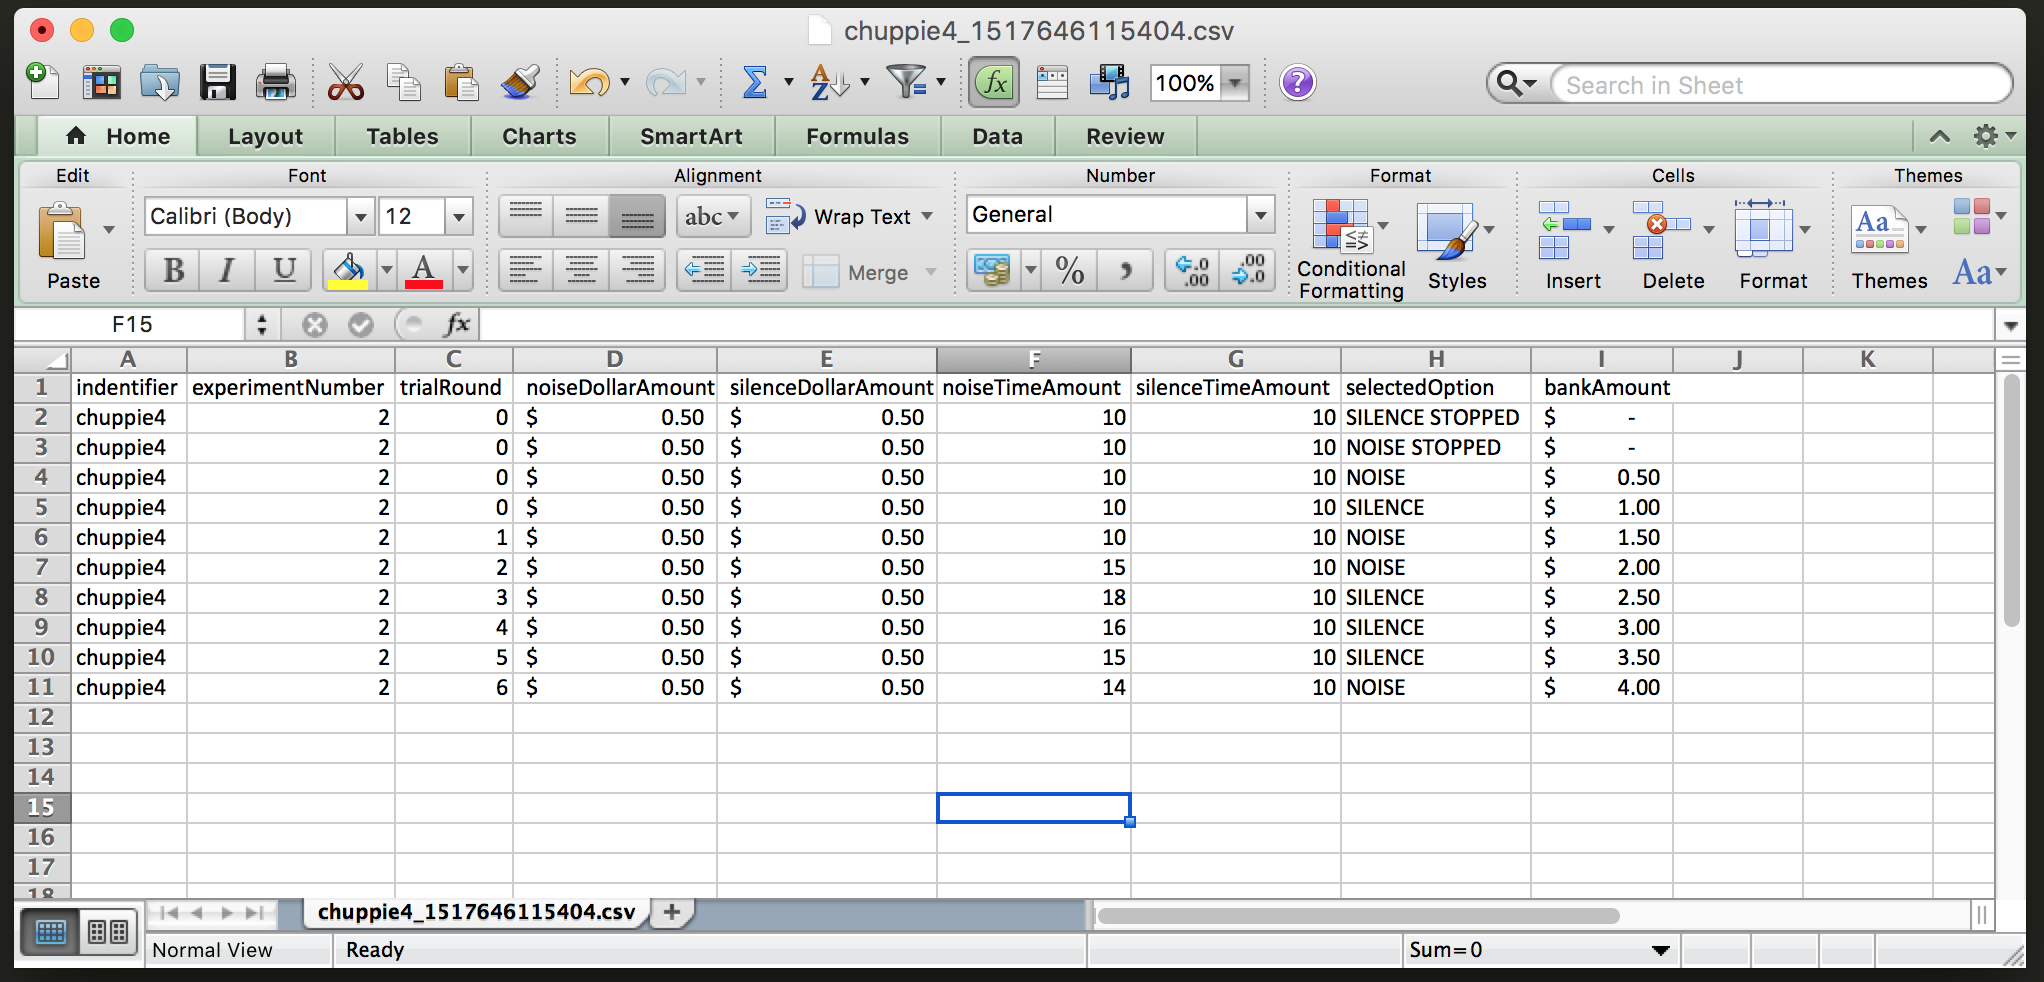 chuppie4_1517646115404.csv
100% Search in Sheet
Home Layout Tables Charts SmartArt Formulas Data Review
Edit Font Alignment Number Format Cells Themes
Calibri (Body) 12 abc Wrap Text General
Paste B I U A Merge % , .0 .00 .00 .0 Conditional Formatting Styles Insert Delete Format Aa Themes Aa
F15 fx
A B C D E F G H I J K
1 indentifier experimentNumber trialRound noiseDollarAmount silenceDollarAmount noiseTimeAmount silenceTimeAmount selectedOption bankAmount
2 chuppie4 2 0 $ 0.50 $ 0.50 10 10 SILENCE STOPPED $ -
3 chuppie4 2 0 $ 0.50 $ 0.50 10 10 NOISE STOPPED $ -
4 chuppie4 2 0 $ 0.50 $ 0.50 10 10 NOISE $ 0.50
5 chuppie4 2 0 $ 0.50 $ 0.50 10 10 SILENCE $ 1.00
6 chuppie4 2 1 $ 0.50 $ 0.50 10 10 NOISE $ 1.50
7 chuppie4 2 2 $ 0.50 $ 0.50 15 10 NOISE $ 2.00
8 chuppie4 2 3 $ 0.50 $ 0.50 18 10 SILENCE $ 2.50
9 chuppie4 2 4 $ 0.50 $ 0.50 16 10 SILENCE $ 3.00
10 chuppie4 2 5 $ 0.50 $ 0.50 15 10 SILENCE $ 3.50
11 chuppie4 2 6 $ 0.50 $ 0.50 14 10 NOISE $ 4.00
12
13
14
15
16
17
18
chuppie4_1517646115404.csv
Normal View Ready Sum=0